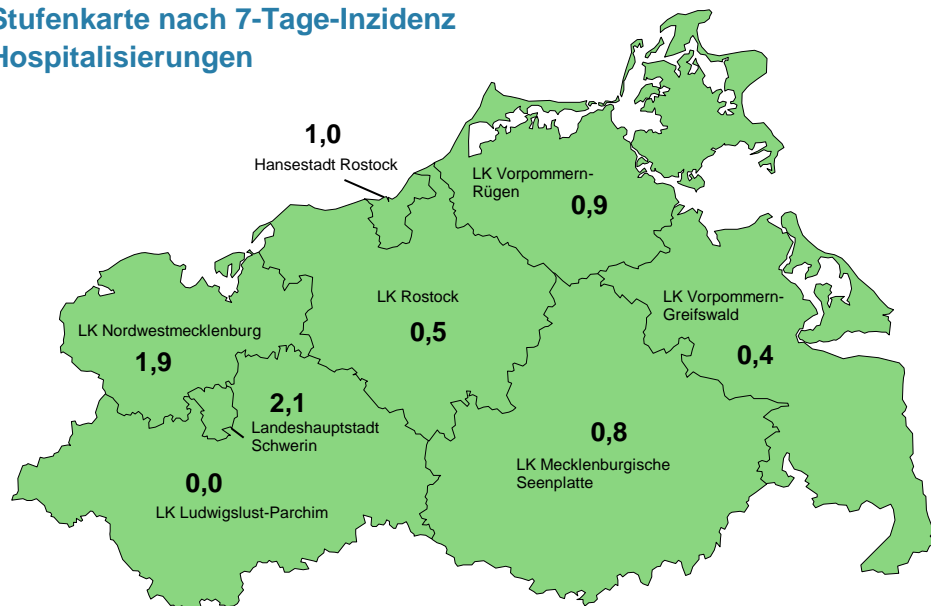 Stufenkarte nach 7-Tage-Inzidenz
Hospitalisierungen
1,0
Hansestadt Rostock
LK Vorpommern-
Rügen
0,9
LK Rostock
0,5
LK Vorpommern-
Greifswald
0,4
LK Nordwestmecklenburg
1,9
2,1
Landeshauptstadt
Schwerin
0,8
LK Mecklenburgische
Seenplatte
0,0
LK Ludwigslust-Parchim